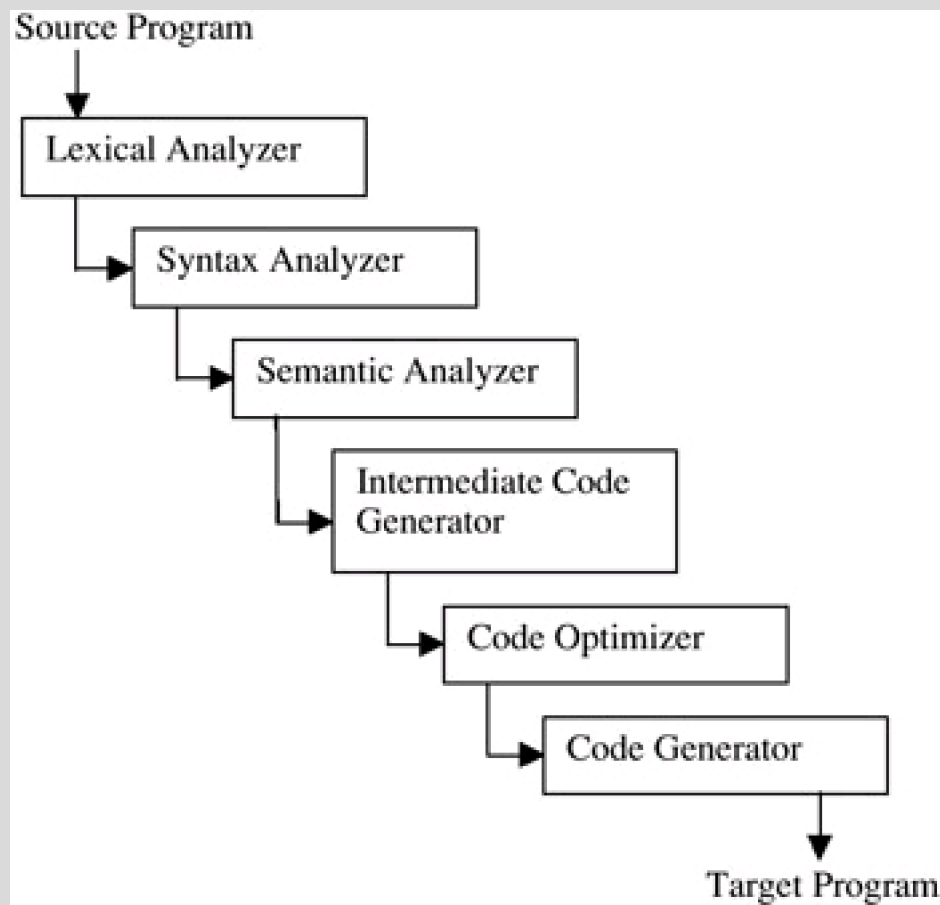 Source Program
Lexical Analyzer
Syntax Analyzer
Semantic Analyzer
Intermediate Code
Generator
Code Optimizer
Code Generator
Target Program